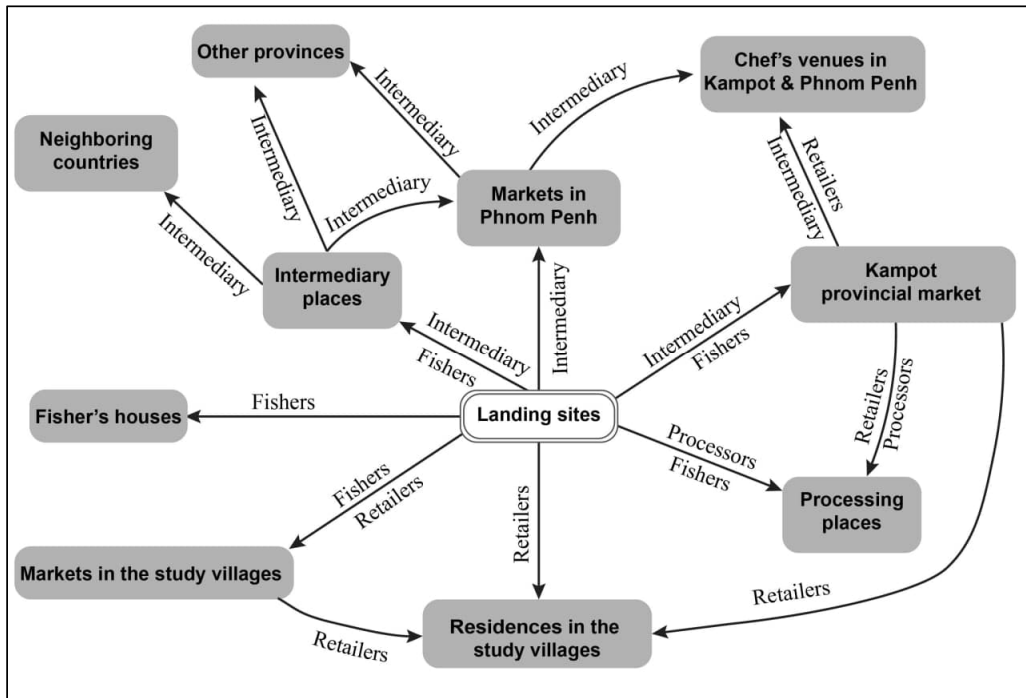 Other provinces
Chef's venues in
Kampot & Phnom Penh
Intermediary
Intermediary
Neighboring
countries
Intermediary
Retailers
Intermediary
Intermediary
Markets in
Phnom Penh
Intermediary
Intermediary
places
Kampot
provincial market
Intermediary
Fishers
Intermediary
Intermediary
Fishers
Fisher's houses
Fishers
Landing sites
Retailers
Processors
Processors
Fishers
Fishers
Retailers
Processing
places
Retailers
Markets in the study villages
Retailers
Retailers
Residences in the
study villages